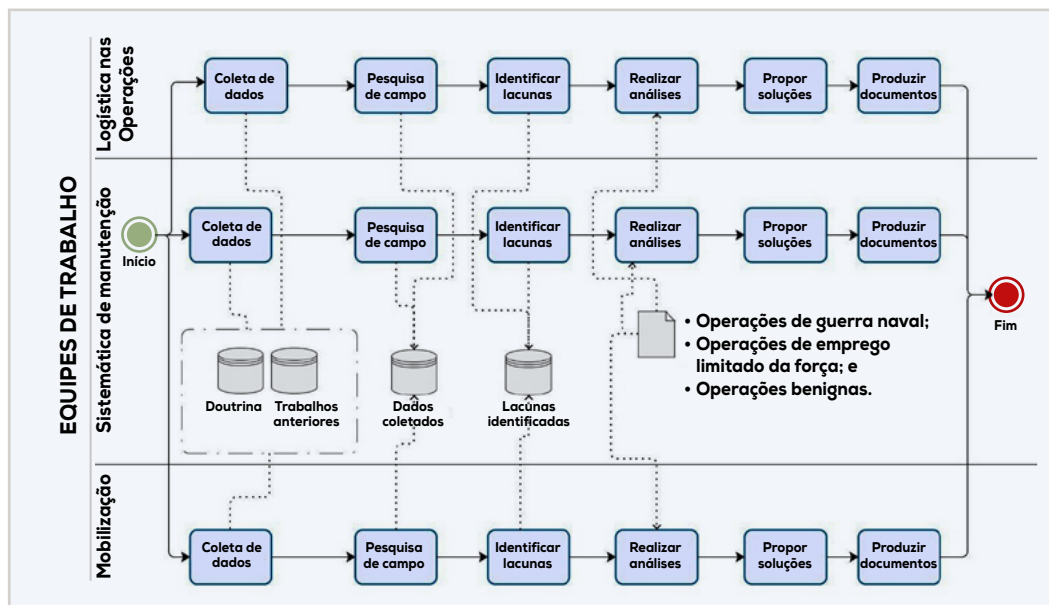 EQUIPES DE TRABALHO
Logística nas
Operações
Coleta de
dados
Pesquisa
de campo
Identificar
lacunas
Realizar
análises
Propor
soluções
Produzir
documentos
Sistemática de manutenção
Início
Coleta de
dados
Pesquisa
de campo
Identificar
lacunas
Realizar
análises
Propor
soluções
Produzir
documentos
Fim
• Operações de guerra naval;
• Operações de emprego
limitado da força; e
• Operações benignas.
Doutrina
Trabalhos
anteriores
Dados
coletados
Lacunas
identificadas
Mobilização
Coleta de
dados
Pesquisa
de campo
Identificar
lacunas
Realizar
análises
Propor
soluções
Produzir
documentos